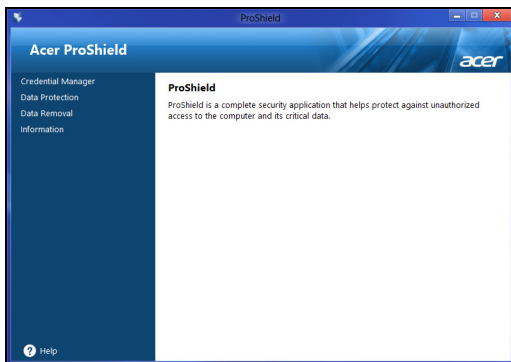 ProShield
Acer ProShield
acer
Credential Manager
Data Protection
Data Removal
Information
ProShield
ProShield is a complete security application that helps protect against unauthorized
access to the computer and its critical data.
Help